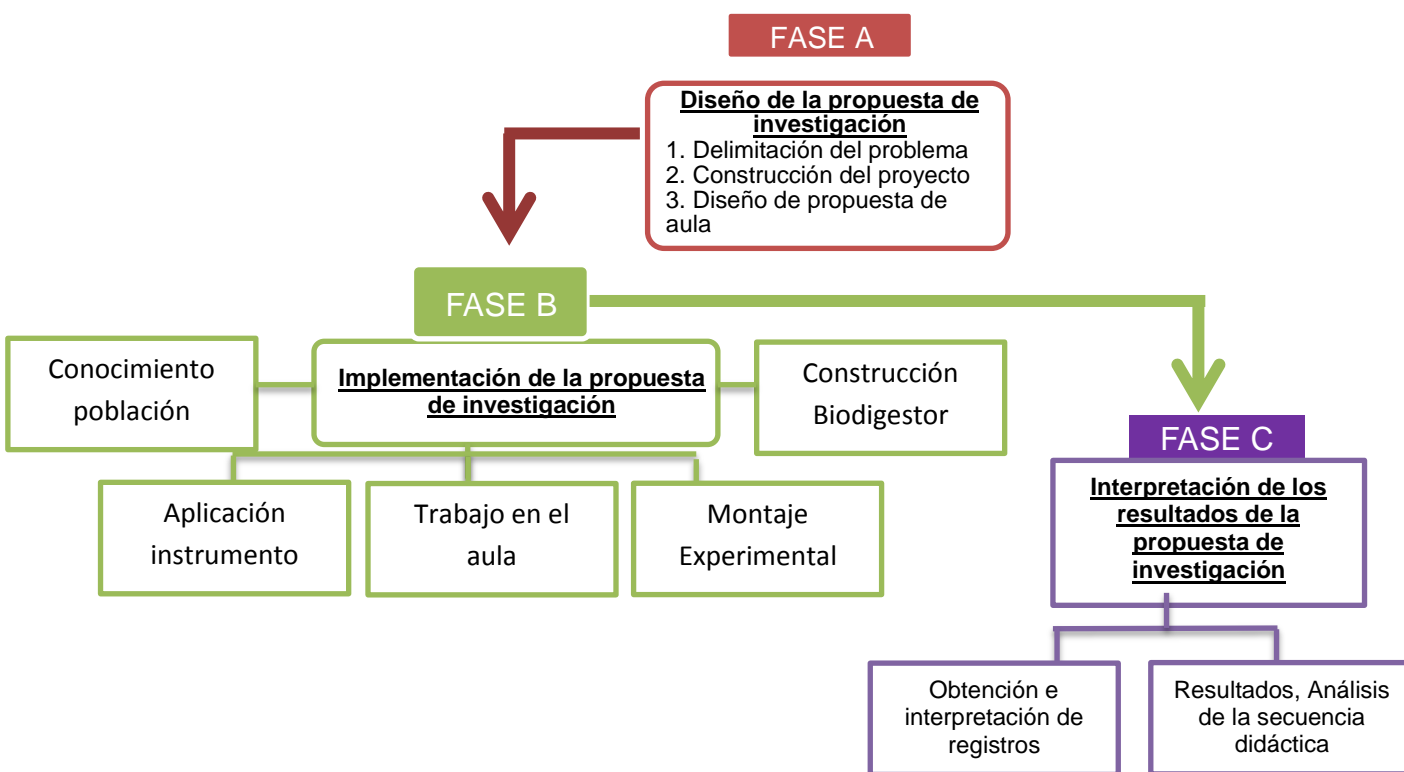 FASE A
Diseño de la propuesta de
investigación
1. Delimitación del problema
2. Construcción del proyecto
3. Diseño de propuesta de
aula
FASE B
Conocimiento
población
Implementación de la propuesta
de investigación
Construcción
Biodigestor
Aplicación
instrumento
Trabajo en el
aula
Montaje
Experimental
FASE C
Interpretación de los
resultados de la
propuesta de
investigación
Obtención e
interpretación de
registros
Resultados, Análisis
de la secuencia
didáctica